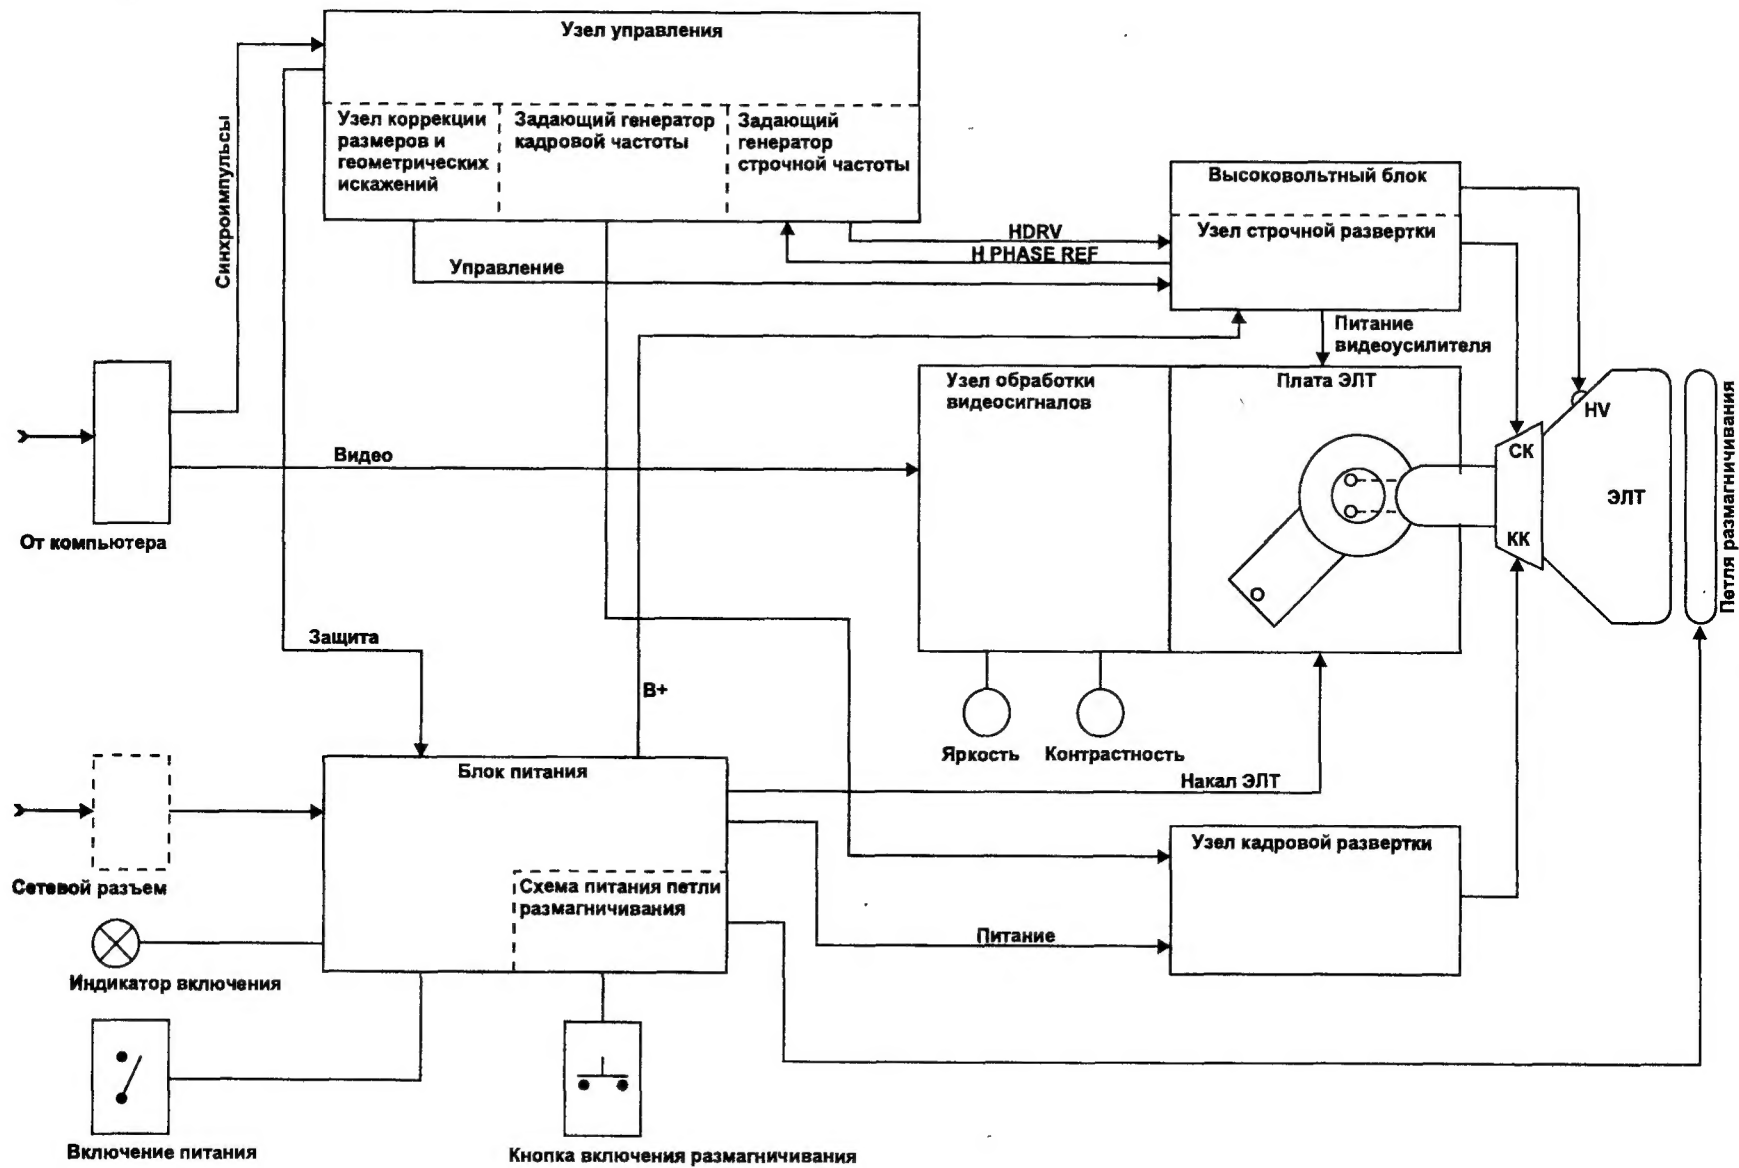 Узел управления
Узел коррекции
размеров и
геометрических
искажений
Задающий генератор
кадровой частоты
Задающий
генератор
строчной частоты
Синхроимпульсы
Высоковольтный блок
Узел строчной развертки
HDRV
H PHASE REF
Управление
Питание
видеоусилителя
Узел обработки
видеосигналов
Плата ЭЛТ
HV
СК
ЭЛТ
КК
Петля размагничивания
Видео
От компьютера
Защита
B+
Яркость
Контрастность
Блок питания
Накал ЭЛТ
Узел кадровой развертки
Сетевой разъем
Схема питания петли
размагничивания
Питание
Индикатор включения
Включение питания
Кнопка включения размагничивания